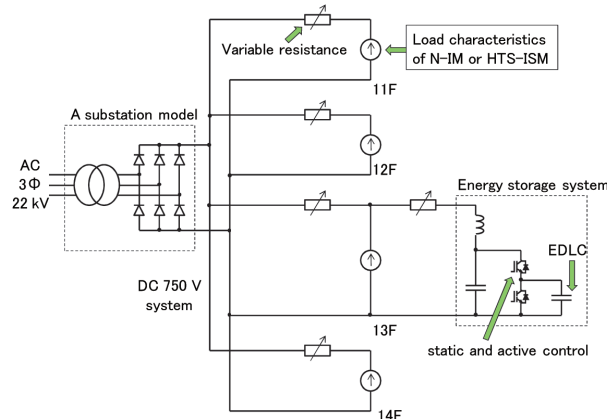 Variable resistance
Load characteristics
of N-IM or HTS-ISM
11F
A substation model
AC
3Φ
22 kV
12F
Energy storage system
EDLC
DC 750 V
system
13F
static and active control
14F